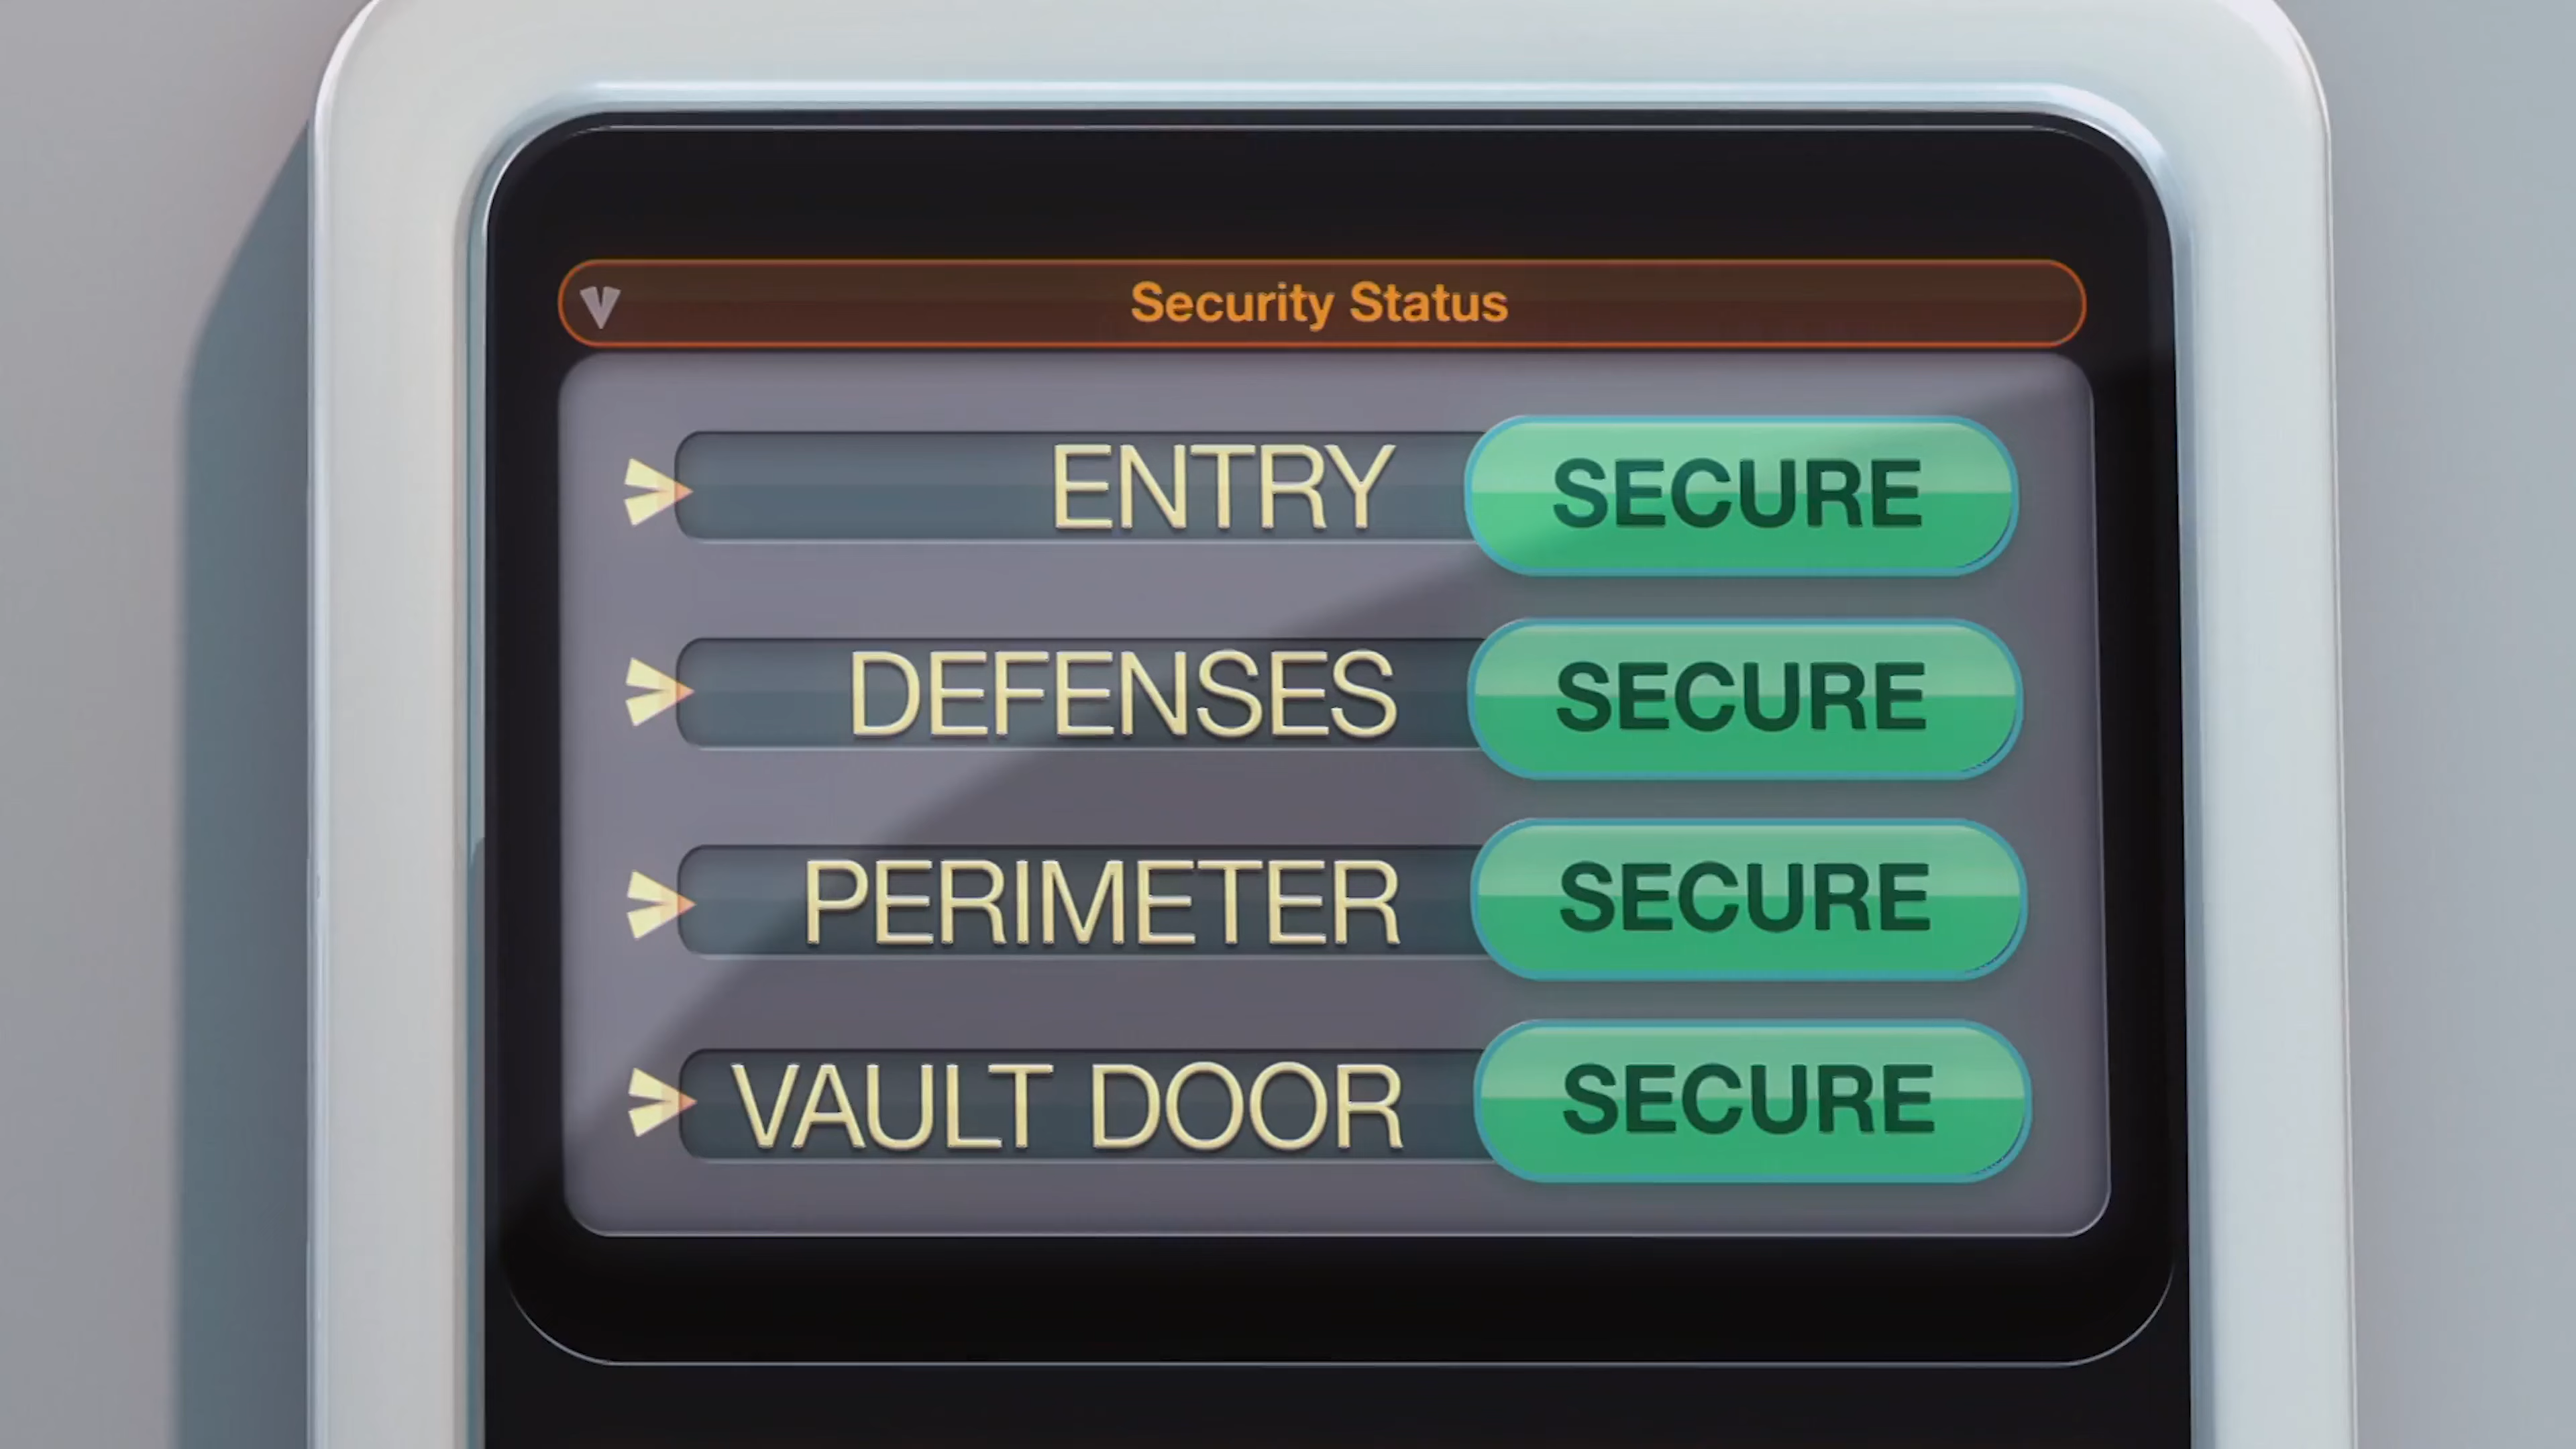 Security Status
ENTRY SECURE
DEFENSES SECURE
PERIMETER SECURE
VAULT DOOR SECURE